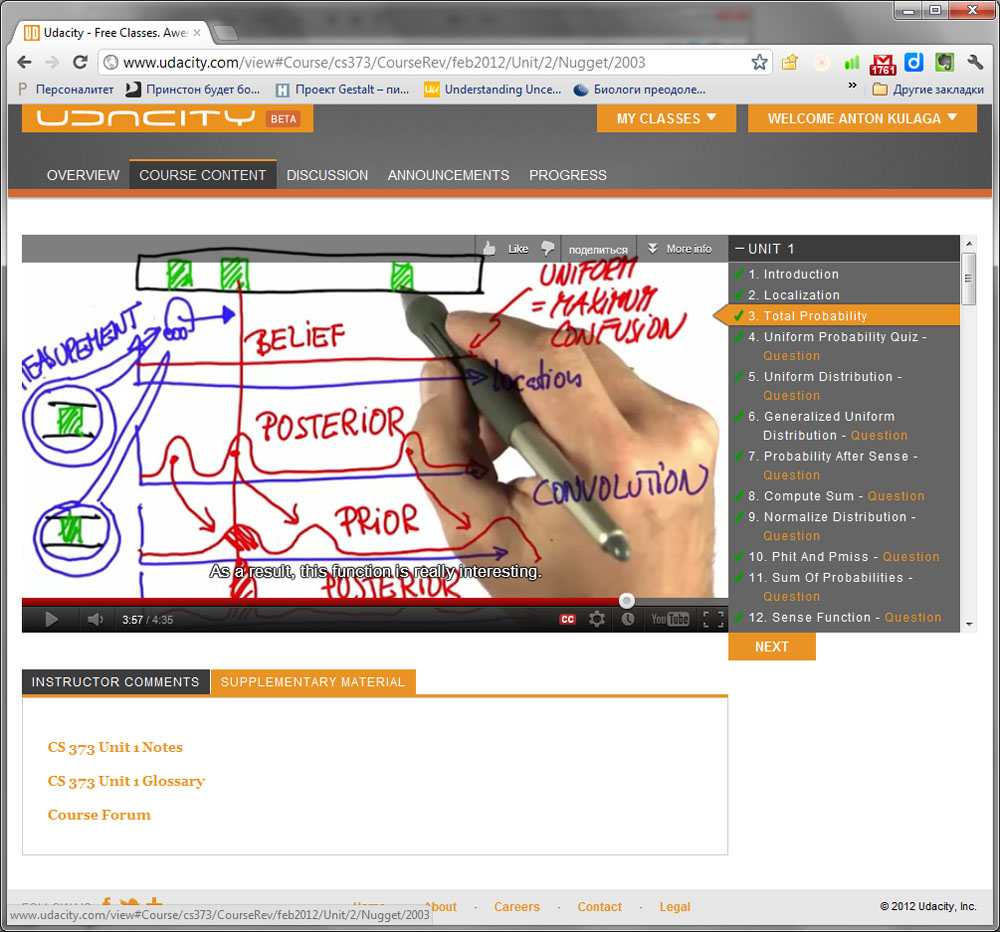 Udacity - Free Classes. Awe
www.udacity.com/view#Course/cs373/CourseRev/feb2012/Unit/2/Nugget/2003
1761
Персоналитет
Принстон будет бо...
Проект Gestalt – пи...
Understanding Unce...
Биологи преодоле...
»
Другие закладки
UDACITY BETA
MY CLASSES
WELCOME ANTON KULAGA
OVERVIEW
COURSE CONTENT
DISCUSSION
ANNOUNCEMENTS
PROGRESS
Like
поделиться
More info
UNIFORM
= MAXIMUM
CONFUSION
MEASUREMENT
BELIEF
location
POSTERIOR
CONVOLUTION
PRIOR
POSTERIOR
As a result, this function is really interesting.
3:57 / 4:35
CC
YouTube
– UNIT 1
1. Introduction
2. Localization
3. Total Probability
4. Uniform Probability Quiz -
Question
5. Uniform Distribution -
Question
6. Generalized Uniform
Distribution - Question
7. Probability After Sense -
Question
8. Compute Sum - Question
9. Normalize Distribution -
Question
10. Phit And Pmiss - Question
11. Sum Of Probabilities -
Question
12. Sense Function - Question
NEXT
INSTRUCTOR COMMENTS
SUPPLEMENTARY MATERIAL
CS 373 Unit 1 Notes
CS 373 Unit 1 Glossary
Course Forum
www.udacity.com/view#Course/cs373/CourseRev/feb2012/Unit/2/Nugget/2003
About - Careers - Contact - Legal
© 2012 Udacity, Inc.